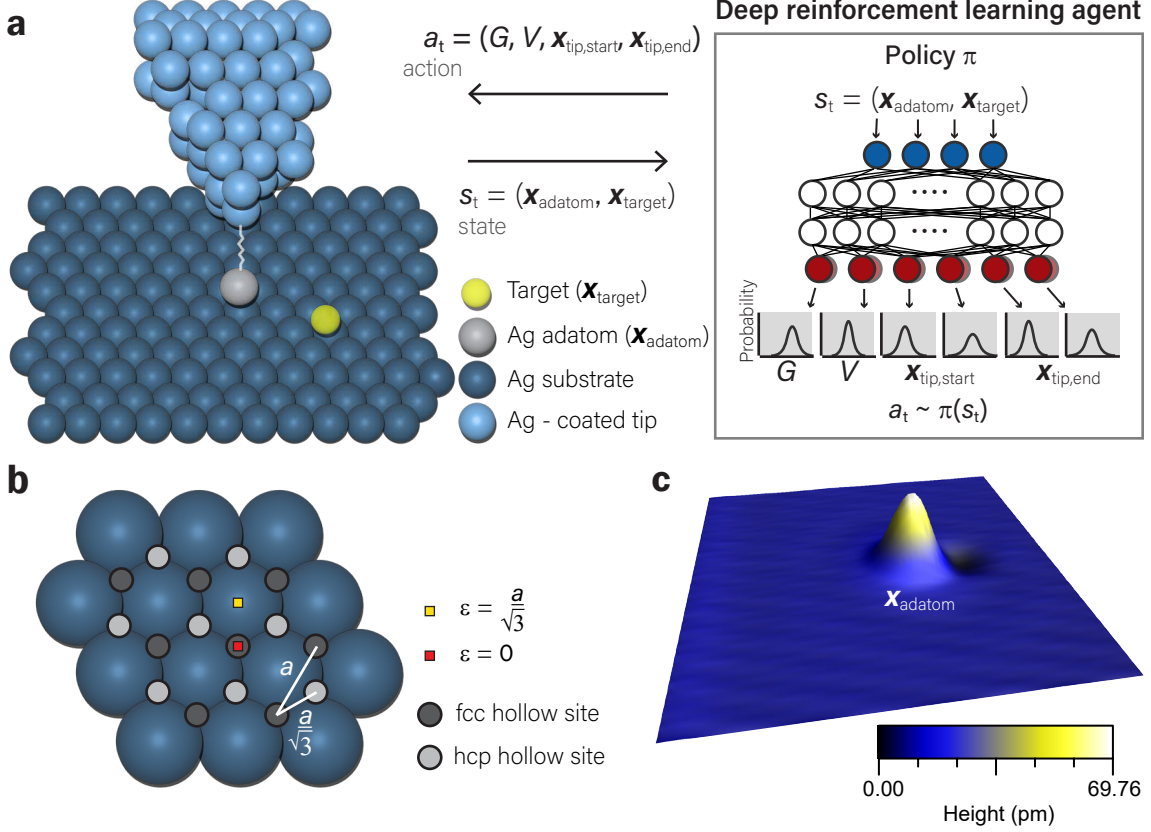 a
a_t = (G, V, x_tip,start, x_tip,end)
action
s_t = (x_adatom, x_target)
state
Target (x_target)
Ag adatom (x_adatom)
Ag substrate
Ag - coated tip
Deep reinforcement learning agent
Policy π
s_t = (x_adatom, x_target)
Probability
G V x_tip,start x_tip,end
a_t ~ π(s_t)
b
a
a/√3
ε = a/√3
ε = 0
fcc hollow site
hcp hollow site
c
x_adatom
0.00 69.76
Height (pm)